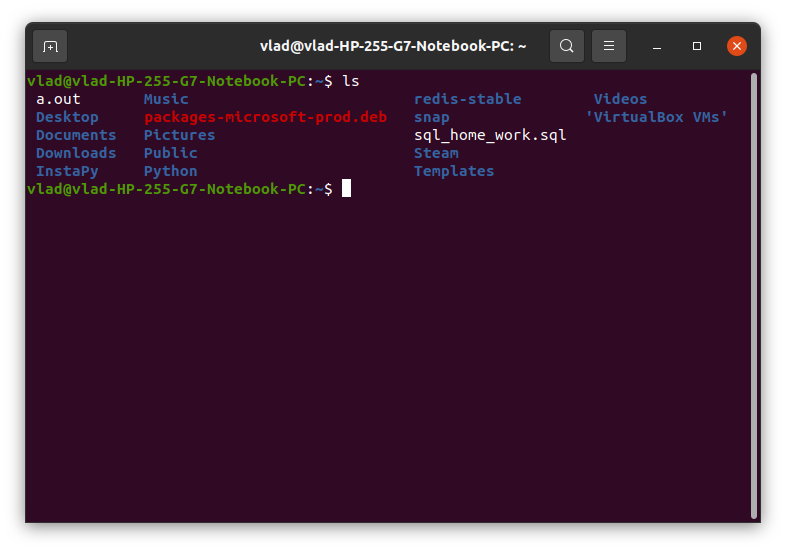 vlad@vlad-HP-255-G7-Notebook-PC: ~
vlad@vlad-HP-255-G7-Notebook-PC:~$ ls
a.out Music redis-stable Videos
Desktop packages-microsoft-prod.deb snap 'VirtualBox VMs'
Documents Pictures sql_home_work.sql
Downloads Public Steam
InstaPy Python Templates
vlad@vlad-HP-255-G7-Notebook-PC:~$